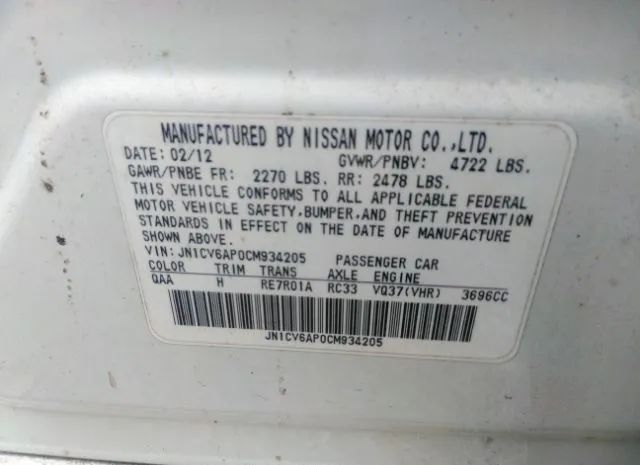 MANUFACTURED BY NISSAN MOTOR CO.,LTD.
DATE: 02/12 GVWR/PNBV: 4722 LBS.
GAWR/PNBE FR: 2270 LBS. RR: 2478 LBS.
THIS VEHICLE CONFORMS TO ALL APPLICABLE FEDERAL
MOTOR VEHICLE SAFETY,BUMPER,AND THEFT PREVENTION
STANDARDS IN EFFECT ON THE DATE OF MANUFACTURE
SHOWN ABOVE.
VIN: JN1CV6AP0CM934205 PASSENGER CAR
COLOR TRIM TRANS AXLE ENGINE
QAA H RE7R01A RC33 VQ37(VHR) 3696CC
JN1CV6AP0CM934205